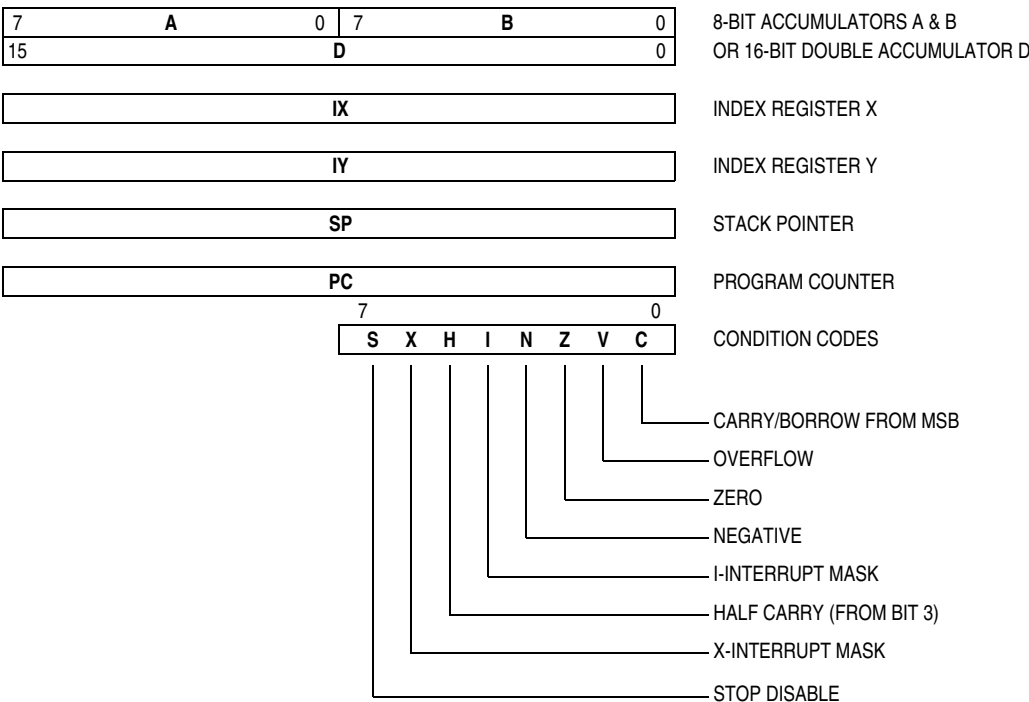 7 A 0 7 B 0 8-BIT ACCUMULATORS A & B
15 D 0 OR 16-BIT DOUBLE ACCUMULATOR D
IX INDEX REGISTER X
IY INDEX REGISTER Y
SP STACK POINTER
PC PROGRAM COUNTER
7 0
S X H I N Z V C CONDITION CODES
CARRY/BORROW FROM MSB
OVERFLOW
ZERO
NEGATIVE
I-INTERRUPT MASK
HALF CARRY (FROM BIT 3)
X-INTERRUPT MASK
STOP DISABLE